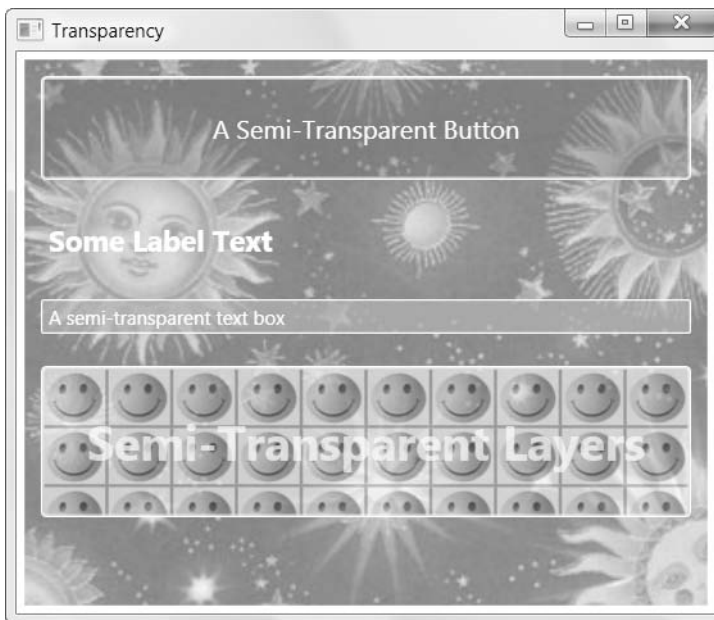 Transparency
A Semi-Transparent Button
Some Label Text
A semi-transparent text box
Semi-Transparent Layers